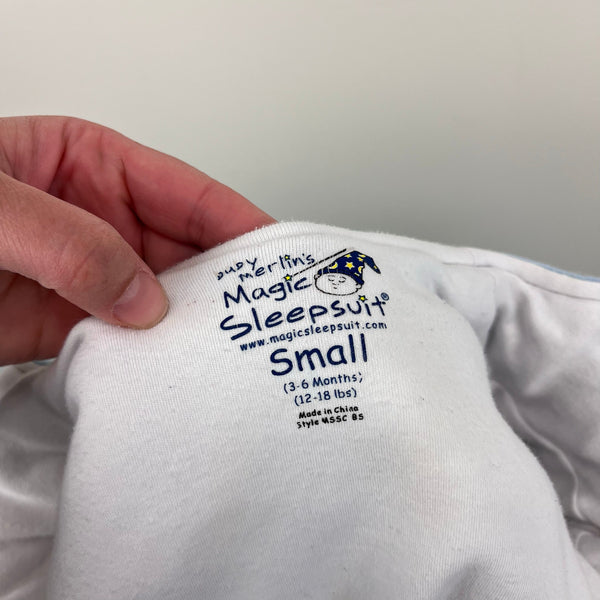 Baby
Merlin's
Magic
Sleepsuit®
www.magicsleepsuit.com
Small
(3-6 Months)
(12-18 lbs)
Made in China
Style MSSC BS